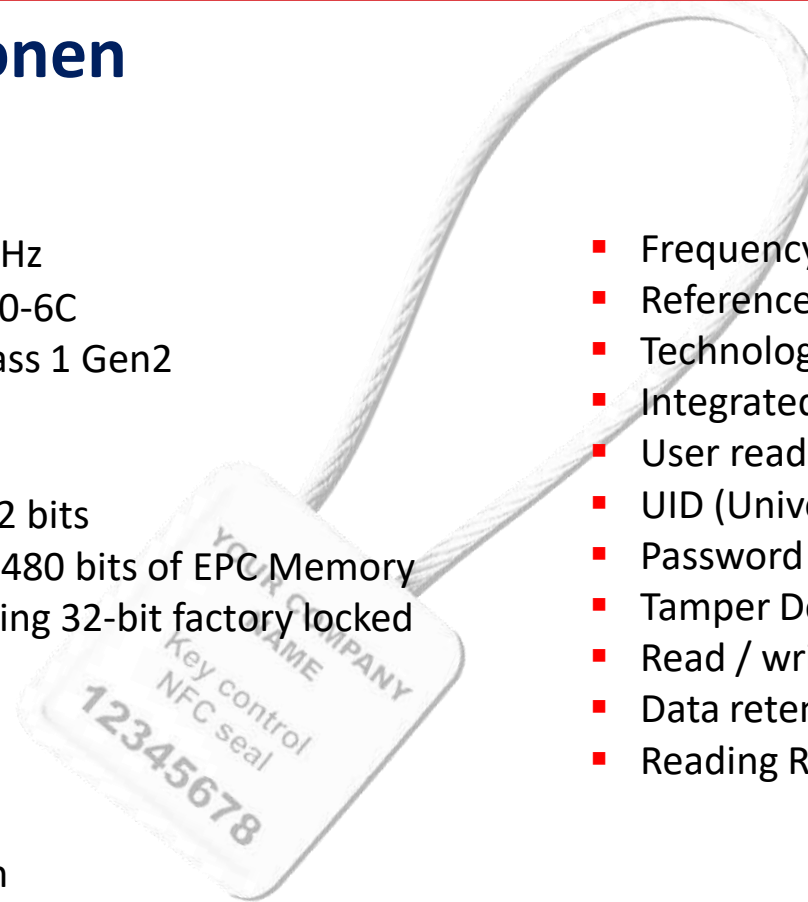 onen
Hz
0-6C
ass 1 Gen2
2 bits
480 bits of EPC Memory
ing 32-bit factory locked
YOUR COMPANY
NAME
Key control
NFC seal
12345678
Frequency
Reference
Technolog
Integrated
User read
UID (Unive
Password
Tamper De
Read / wri
Data reten
Reading R